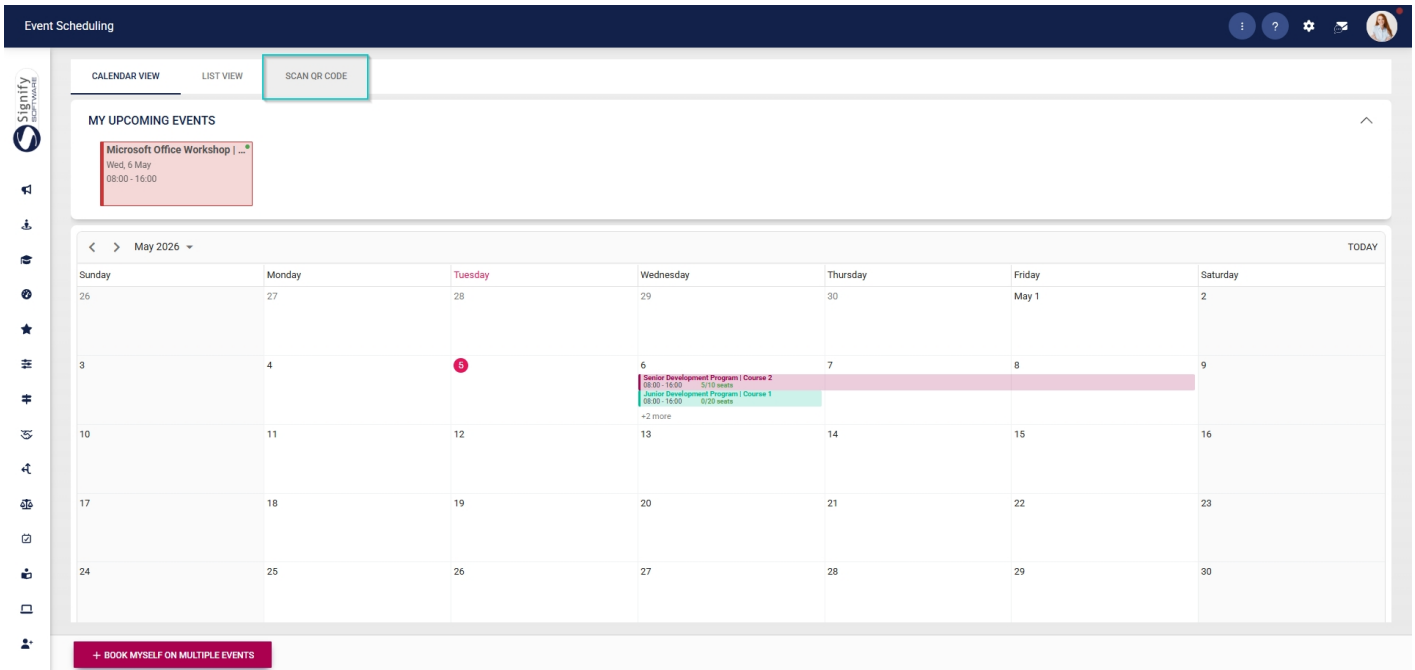 Event Scheduling
?
Signify
SOFTWARE
CALENDAR VIEW
LIST VIEW
SCAN QR CODE
MY UPCOMING EVENTS
Microsoft Office Workshop | ...
Wed, 6 May
08:00 - 16:00
May 2026
TODAY
Sunday
Monday
Tuesday
Wednesday
Thursday
Friday
Saturday
26
27
28
29
30
May 1
2
3
4
5
6
7
8
9
Senior Development Program | Course 2
08:00 - 16:00 5/10 seats
Junior Development Program | Course 1
08:00 - 16:00 0/20 seats
+2 more
10
11
12
13
14
15
16
17
18
19
20
21
22
23
24
25
26
27
28
29
30
+ BOOK MYSELF ON MULTIPLE EVENTS